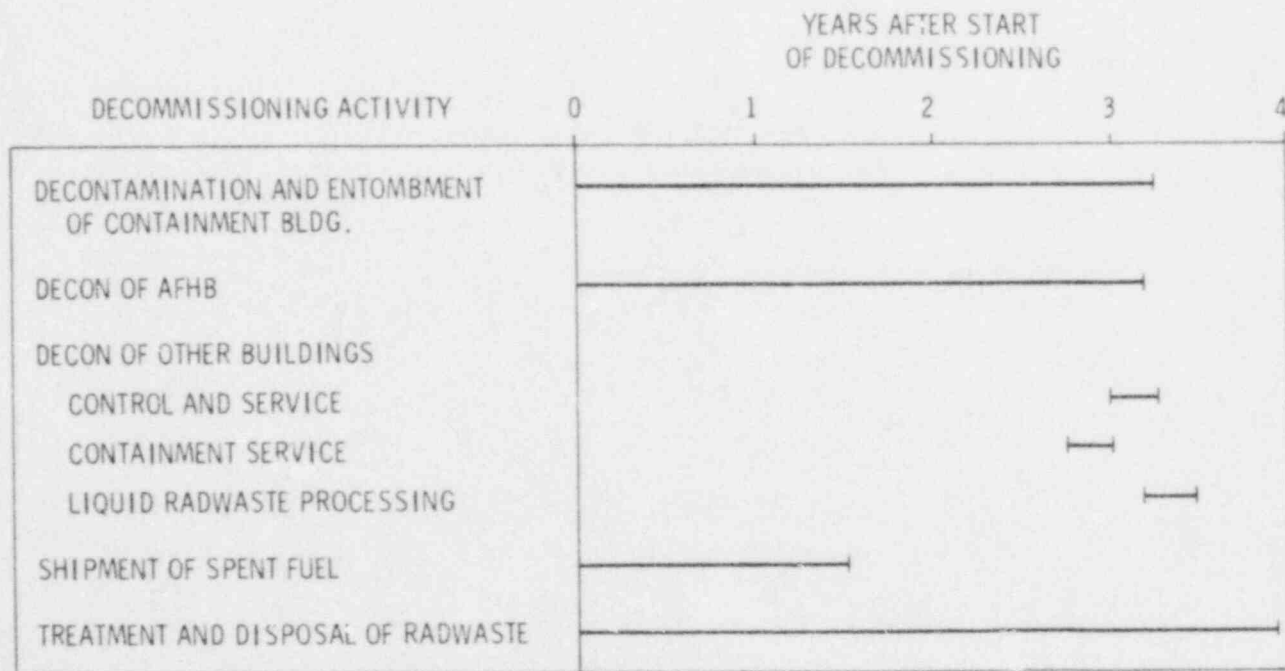 YEARS AFTER START
OF DECOMMISSIONING
DECOMMISSIONING ACTIVITY 0 1 2 3 4
DECONTAMINATION AND ENTOMBMENT
OF CONTAINMENT BLDG.
DECON OF AFHB
DECON OF OTHER BUILDINGS
CONTROL AND SERVICE
CONTAINMENT SERVICE
LIQUID RADWASTE PROCESSING
SHIPMENT OF SPENT FUEL
TREATMENT AND DISPOSAL OF RADWASTE